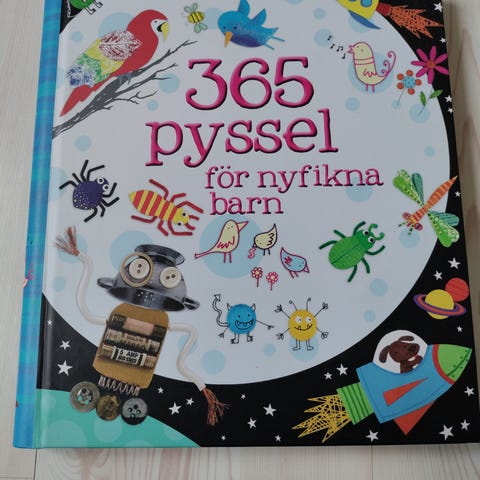 365
pyssel
för nyfikna
barn